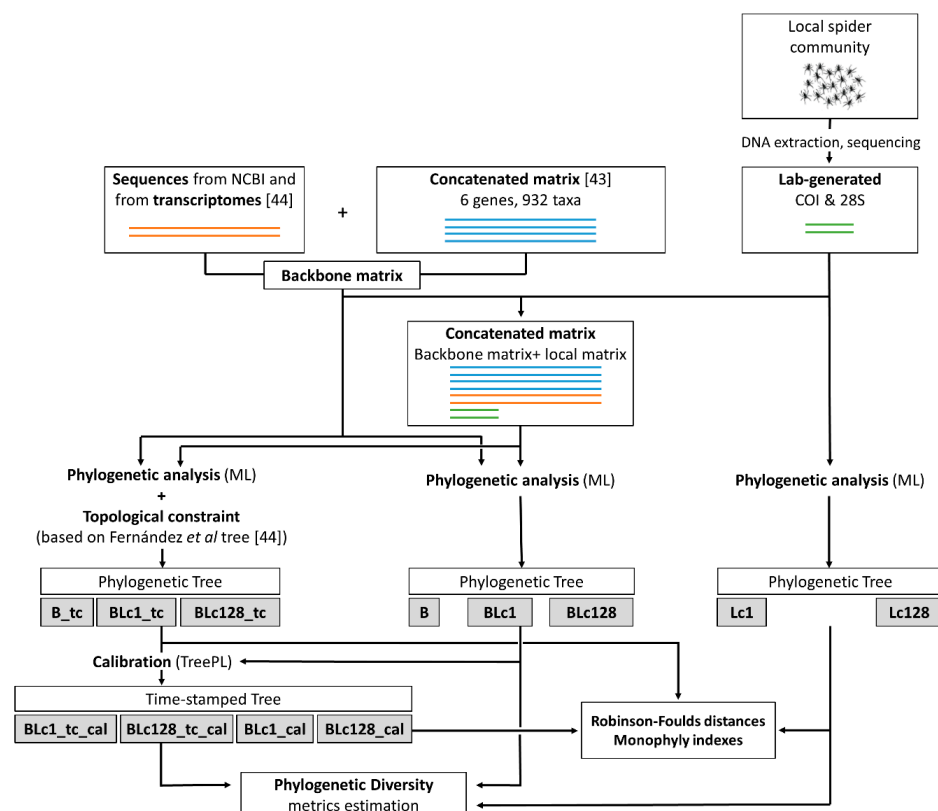 Local spider
community
DNA extraction, sequencing
Sequences from NCBI and
from transcriptomes [44]
+
Concatenated matrix [43]
6 genes, 932 taxa
Lab-generated
COI & 28S
Backbone matrix
Concatenated matrix
Backbone matrix+ local matrix
Phylogenetic analysis (ML)
+
Topological constraint
(based on Fernández et al tree [44])
Phylogenetic analysis (ML)
Phylogenetic analysis (ML)
Phylogenetic Tree
B_tc BLc1_tc BLc128_tc
Phylogenetic Tree
B BLc1 BLc128
Phylogenetic Tree
Lc1 Lc128
Calibration (TreePL)
Time-stamped Tree
BLc1_tc_cal BLc128_tc_cal BLc1_cal BLc128_cal
Robinson-Foulds distances
Monophyly indexes
Phylogenetic Diversity
metrics estimation